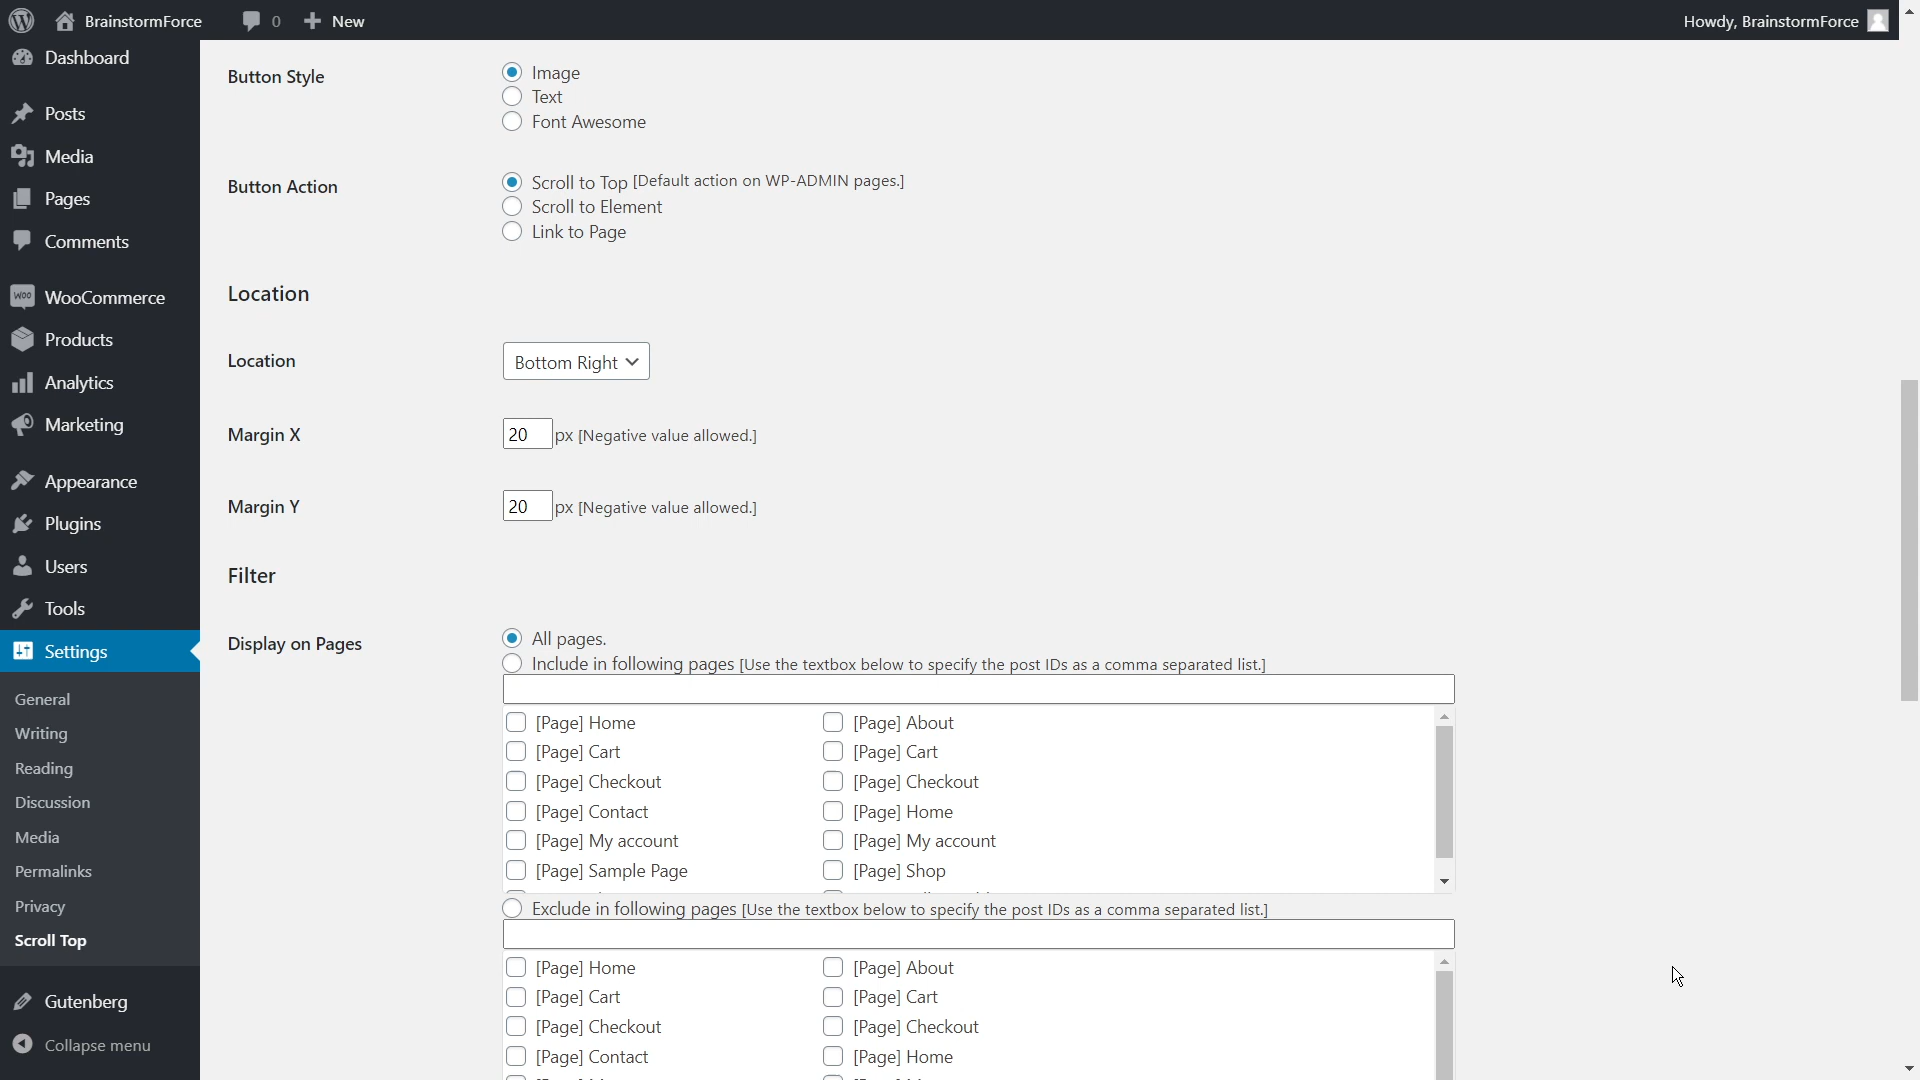 BrainstormForce
0
New
Howdy, BrainstormForce
Dashboard
Posts
Media
Pages
Comments
WooCommerce
Products
Analytics
Marketing
Appearance
Plugins
Users
Tools
Settings
General
Writing
Reading
Discussion
Media
Permalinks
Privacy
Scroll Top
Gutenberg
Collapse menu
Button Style
Image
Text
Font Awesome
Button Action
Scroll to Top [Default action on WP-ADMIN pages.]
Scroll to Element
Link to Page
Location
Location
Bottom Right
Margin X
20 px [Negative value allowed.]
Margin Y
20 px [Negative value allowed.]
Filter
Display on Pages
All pages.
Include in following pages [Use the textbox below to specify the post IDs as a comma separated list.]
[Page] Home [Page] About
[Page] Cart [Page] Cart
[Page] Checkout [Page] Checkout
[Page] Contact [Page] Home
[Page] My account [Page] My account
[Page] Sample Page [Page] Shop
Exclude in following pages [Use the textbox below to specify the post IDs as a comma separated list.]
[Page] Home [Page] About
[Page] Cart [Page] Cart
[Page] Checkout [Page] Checkout
[Page] Contact [Page] Home